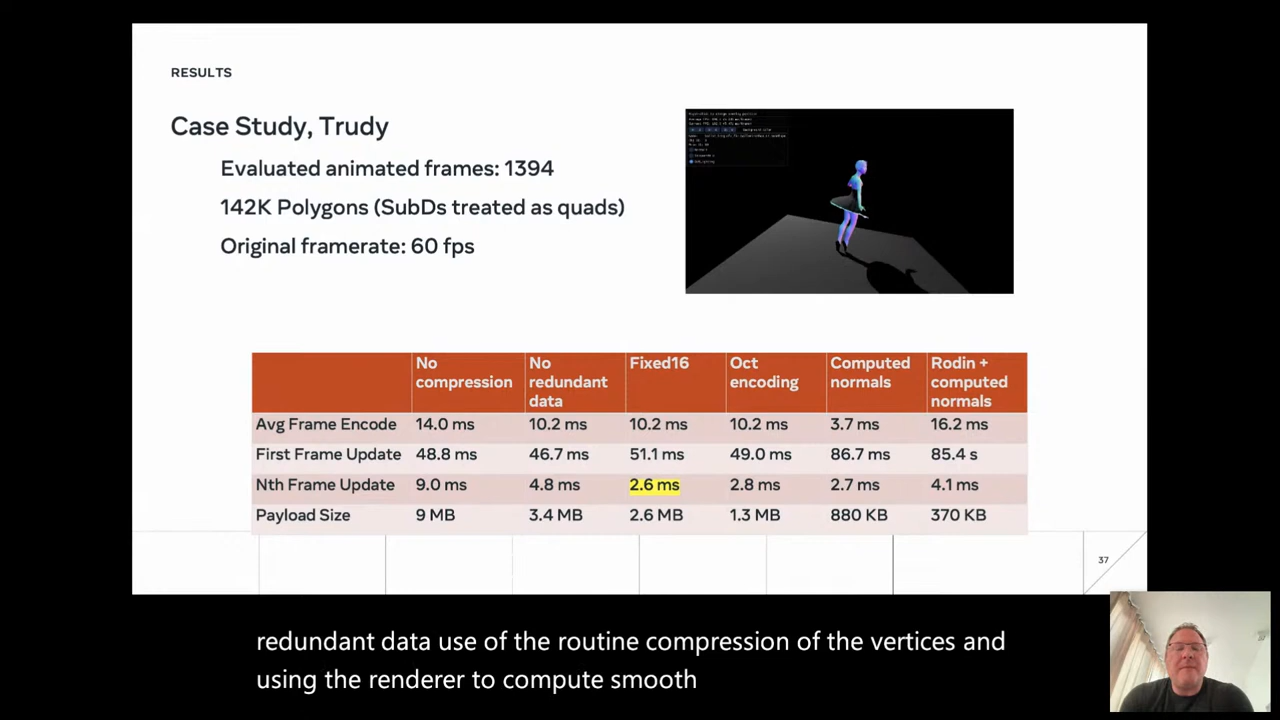 RESULTS
Case Study, Trudy
Evaluated animated frames: 1394
142K Polygons (SubDs treated as quads)
Original framerate: 60 fps
No compression No redundant data Fixed16 Oct encoding Computed normals Rodin + computed normals
Avg Frame Encode 14.0 ms 10.2 ms 10.2 ms 10.2 ms 3.7 ms 16.2 ms
First Frame Update 48.8 ms 46.7 ms 51.1 ms 49.0 ms 86.7 ms 85.4 s
Nth Frame Update 9.0 ms 4.8 ms 2.6 ms 2.8 ms 2.7 ms 4.1 ms
Payload Size 9 MB 3.4 MB 2.6 MB 1.3 MB 880 KB 370 KB
37
redundant data use of the routine compression of the vertices and
using the renderer to compute smooth